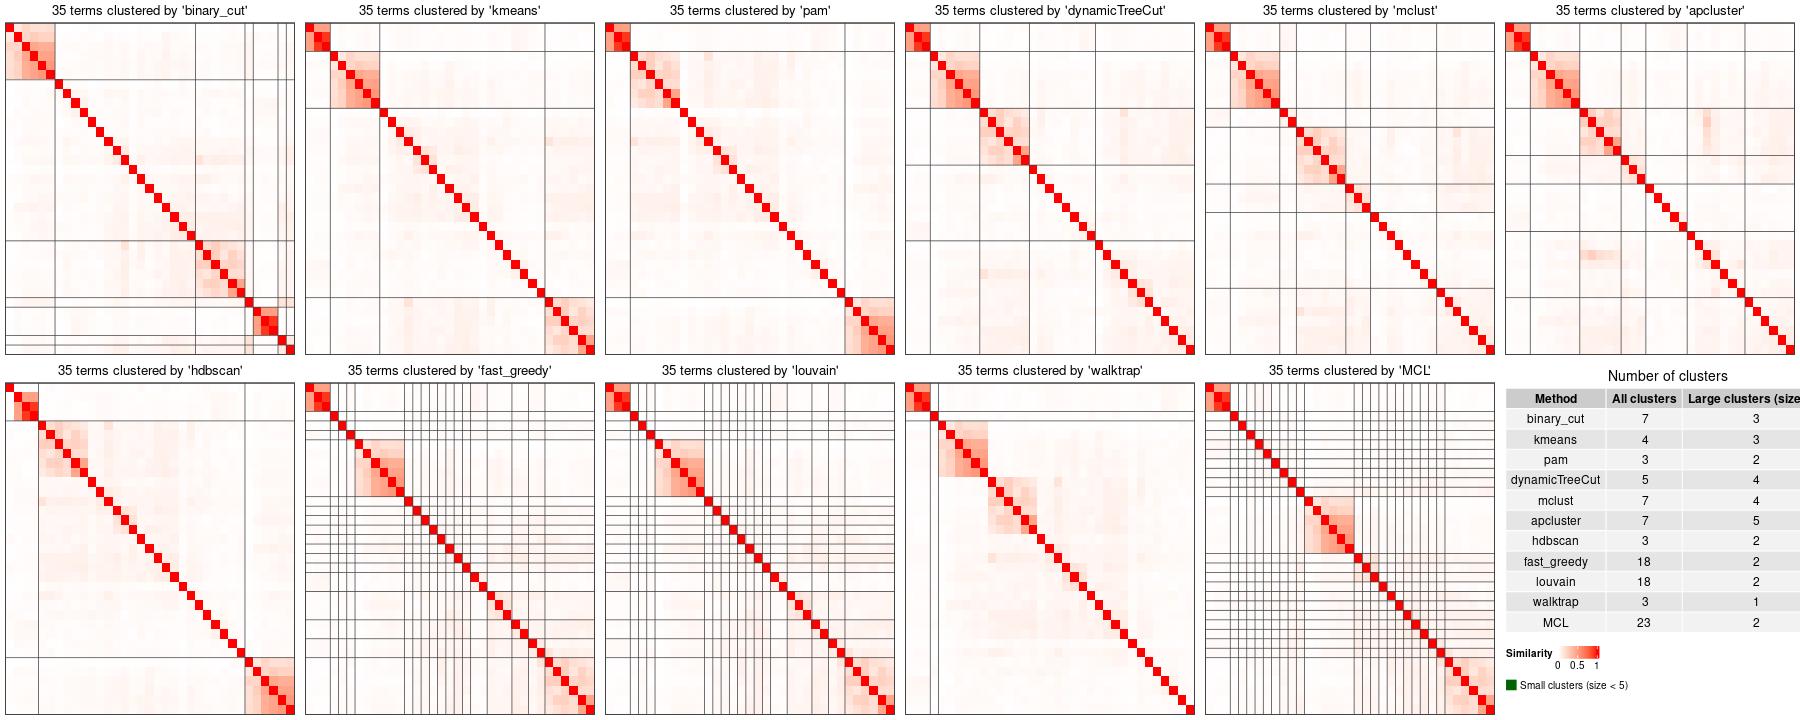 35 terms clustered by 'binary_cut'
35 terms clustered by 'kmeans'
35 terms clustered by 'pam'
35 terms clustered by 'dynamicTreeCut'
35 terms clustered by 'mclust'
35 terms clustered by 'apcluster'
35 terms clustered by 'hdbscan'
35 terms clustered by 'fast_greedy'
35 terms clustered by 'louvain'
35 terms clustered by 'walktrap'
35 terms clustered by 'MCL'
Number of clusters
Method All clusters Large clusters (size
binary_cut 7 3
kmeans 4 3
pam 3 2
dynamicTreeCut 5 4
mclust 7 4
apcluster 7 5
hdbscan 3 2
fast_greedy 18 2
louvain 18 2
walktrap 3 1
MCL 23 2
Similarity
0 0.5 1
Small clusters (size < 5)